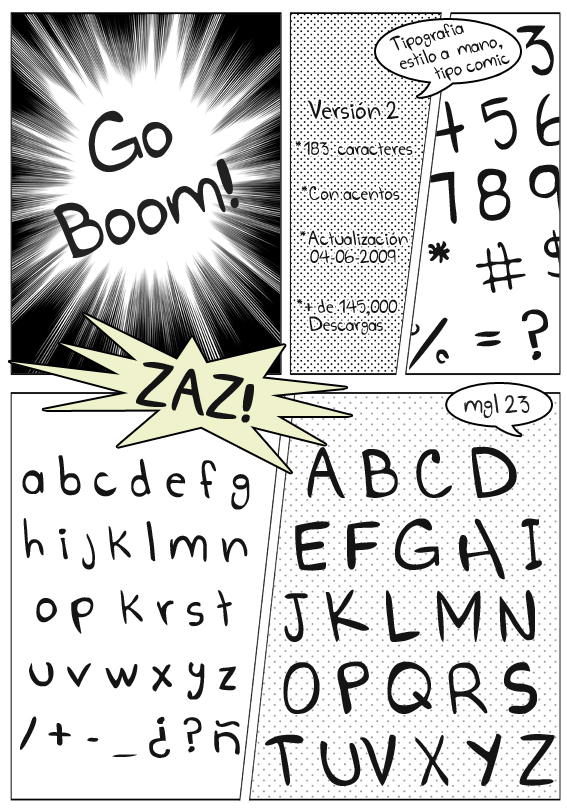 Go
Boom!
Versión 2
*183 caracteres
*Con acentos
*Actualización
04-06-2009
*+ de 145,000
Descargas
Tipografia
estilo a mano,
tipo comic
3
4 5 6
7 8 9
* # $
% = ?
ZAZ!
mgl 23
a b c d e f g
h i j k l m n
o p k r s t
u v w x y z
/ + - _ ¿ ? ñ
A B C D
E F G H I
J K L M N
O P Q R S
T U V X Y Z